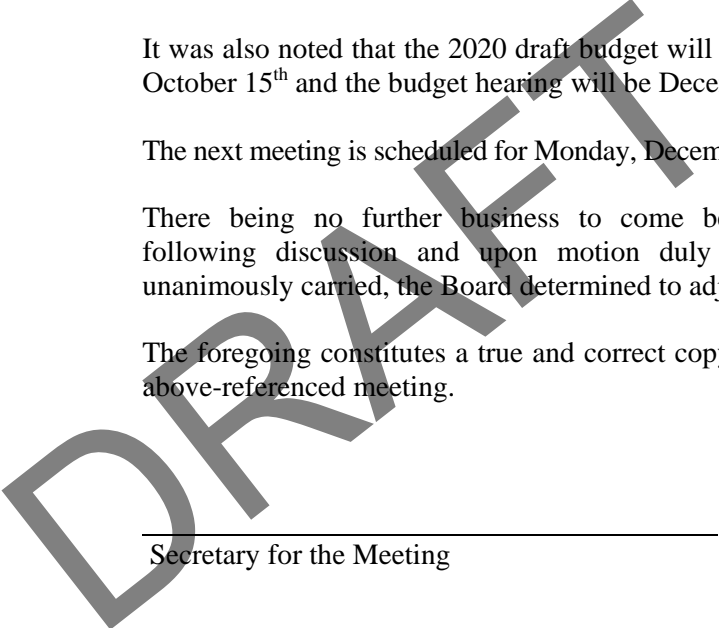 It was also noted that the 2020 draft budget will
October 15th and the budget hearing will be Dece
The next meeting is scheduled for Monday, Decem
There being no further business to come be
following discussion and upon motion duly
unanimously carried, the Board determined to adj
The foregoing constitutes a true and correct copy
above-referenced meeting.
Secretary for the Meeting
DRAFT